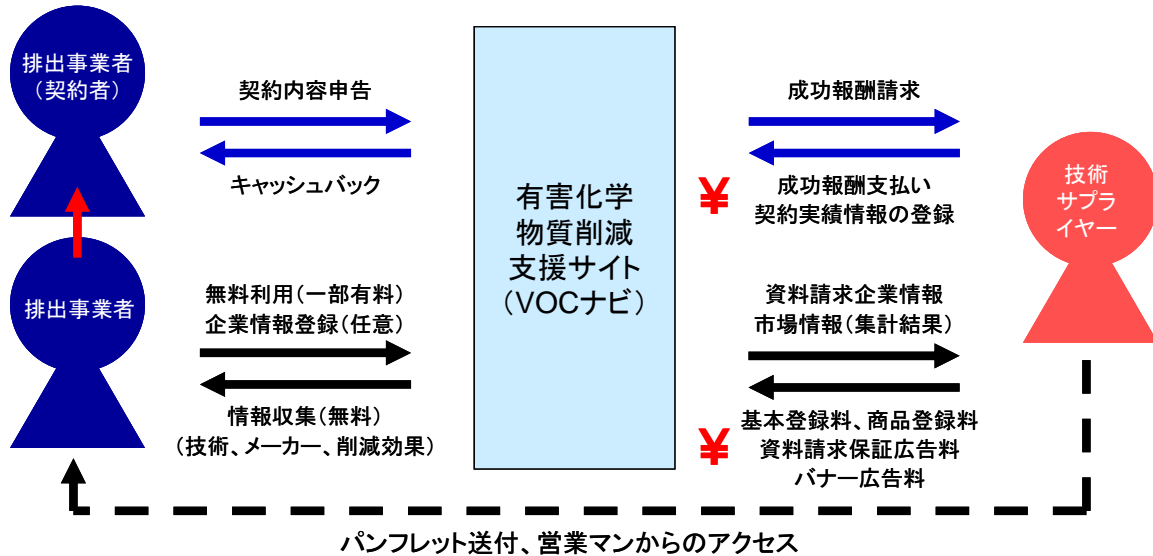 排出事業者
（契約者）
契約内容申告
キャッシュバック
排出事業者
無料利用（一部有料）
企業情報登録（任意）
情報収集（無料）
（技術、メーカー、削減効果）
有害化学
物質削減
支援サイト
（VOCナビ）
成功報酬請求
¥
成功報酬支払い
契約実績情報の登録
資料請求企業情報
市場情報（集計結果）
¥
基本登録料、商品登録料
資料請求保証広告料
バナー広告料
技術
サプラ
イヤー
パンフレット送付、営業マンからのアクセス